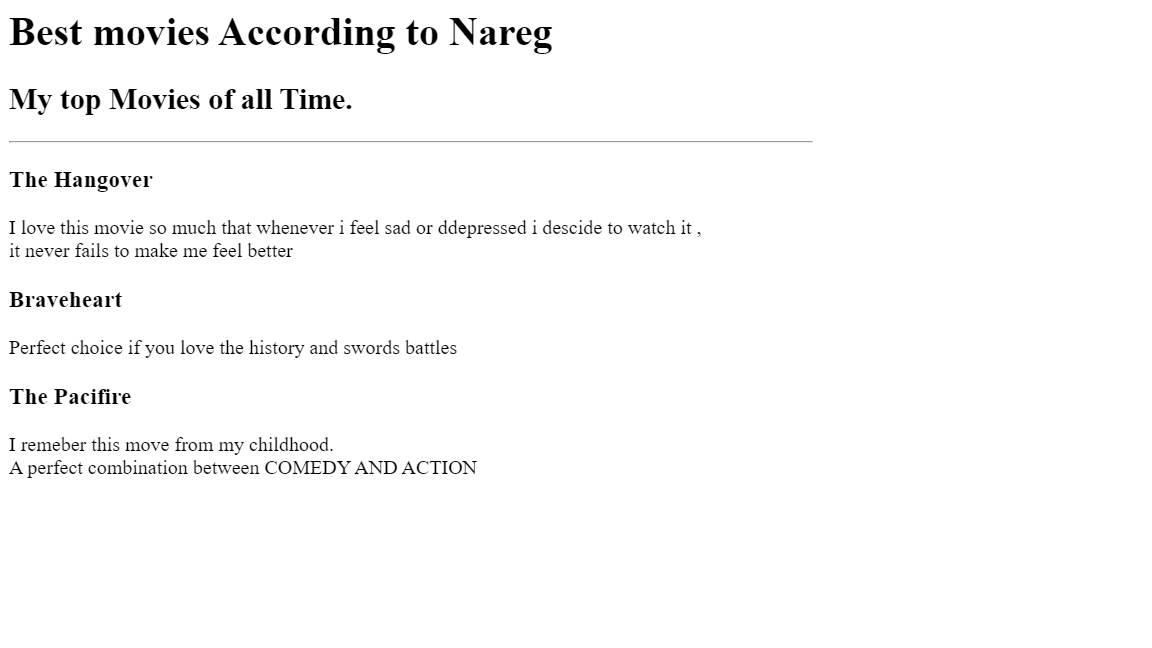 Best movies According to Nareg
My top Movies of all Time.
The Hangover
I love this movie so much that whenever i feel sad or ddepressed i descide to watch it ,
it never fails to make me feel better
Braveheart
Perfect choice if you love the history and swords battles
The Pacifire
I remeber this move from my childhood.
A perfect combination between COMEDY AND ACTION